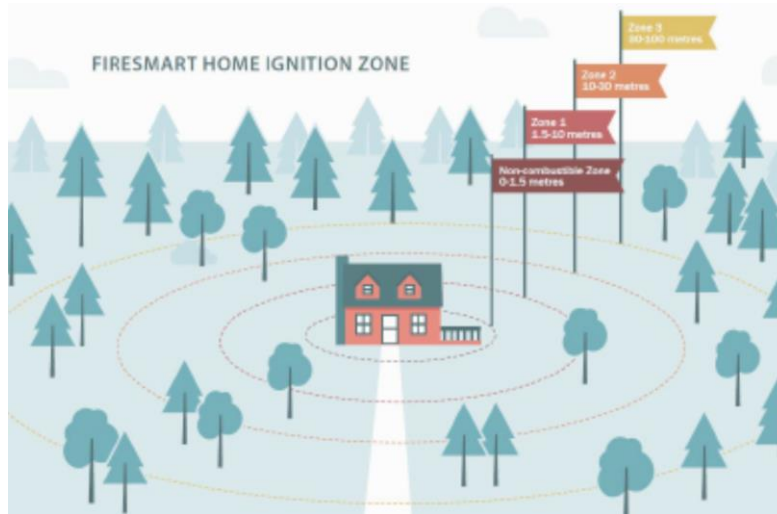 FIRESMART HOME IGNITION ZONE
Zone 3
30-100 metres
Zone 2
10-30 metres
Zone 1
1.5-10 metres
Non-combustible Zone
0-1.5 metres